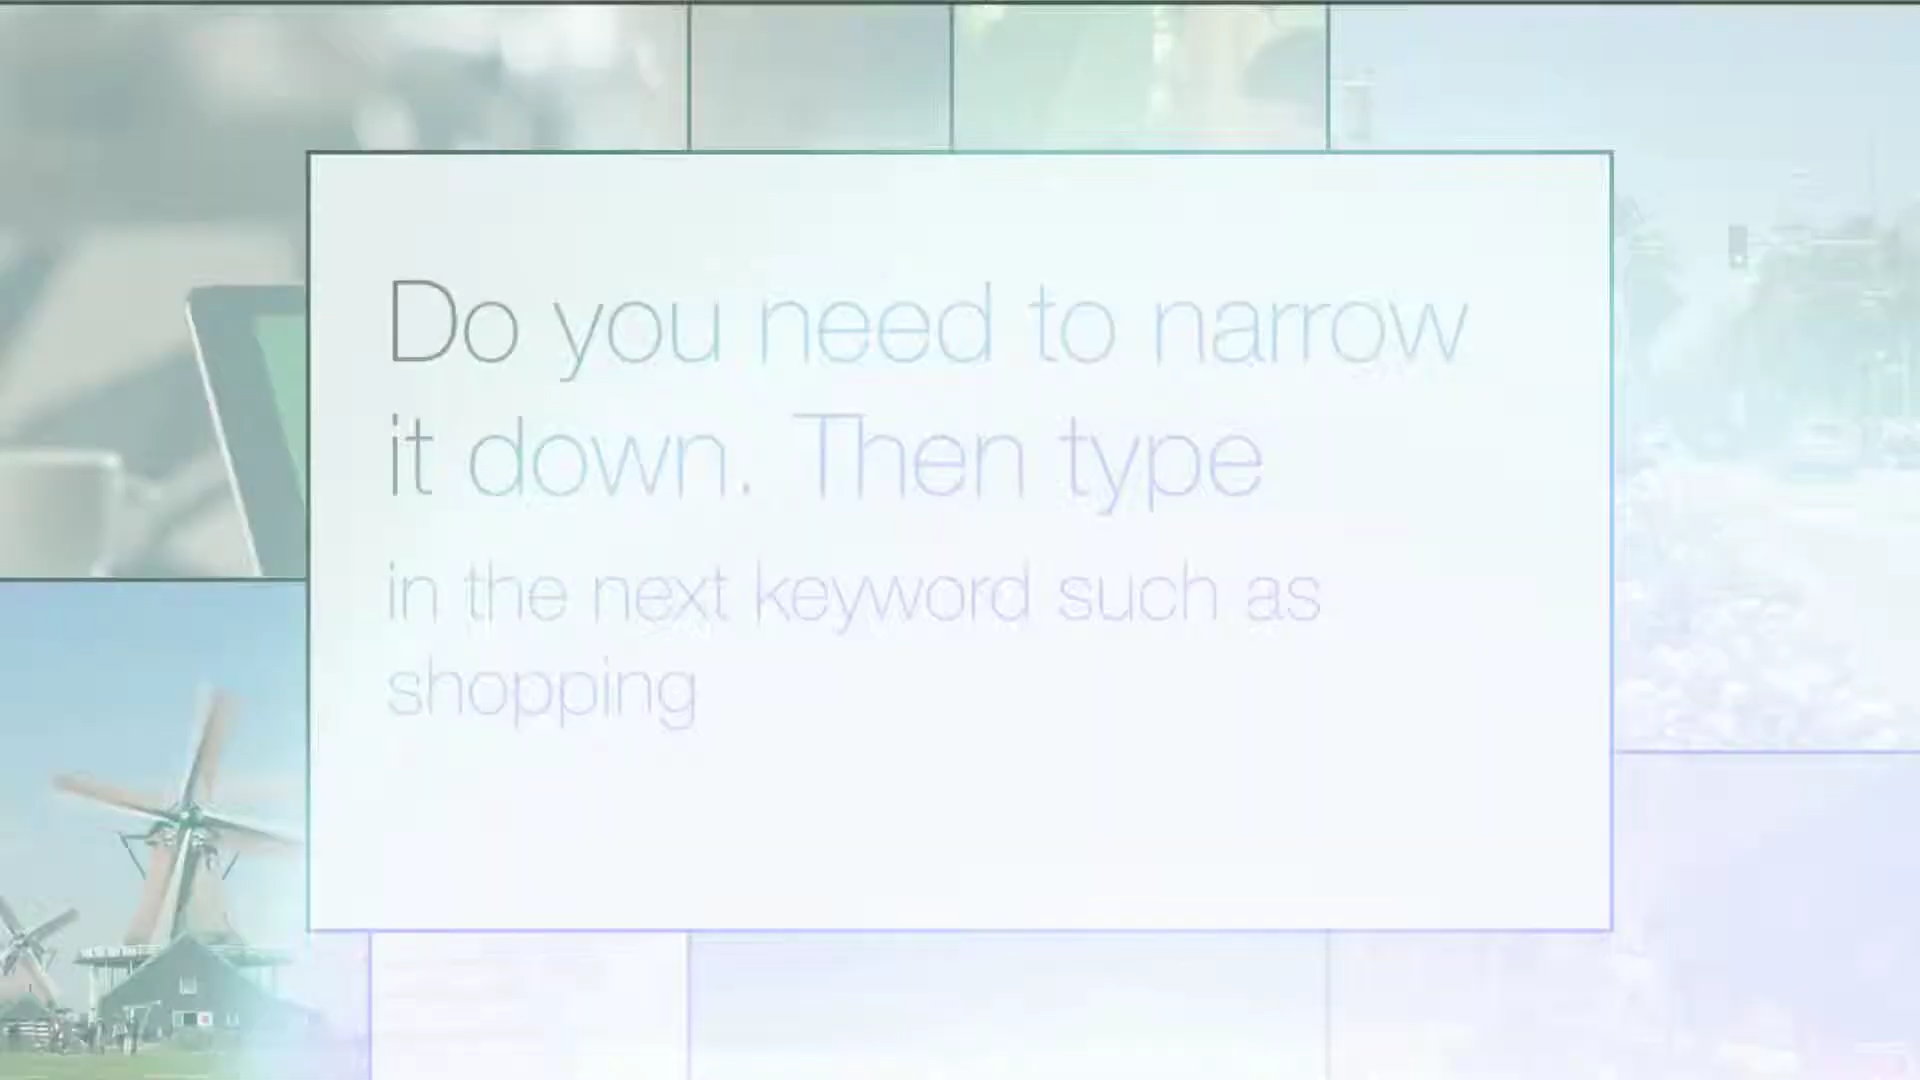 Do you need to narrow
it down. Then type
in the next keyword such as
shopping